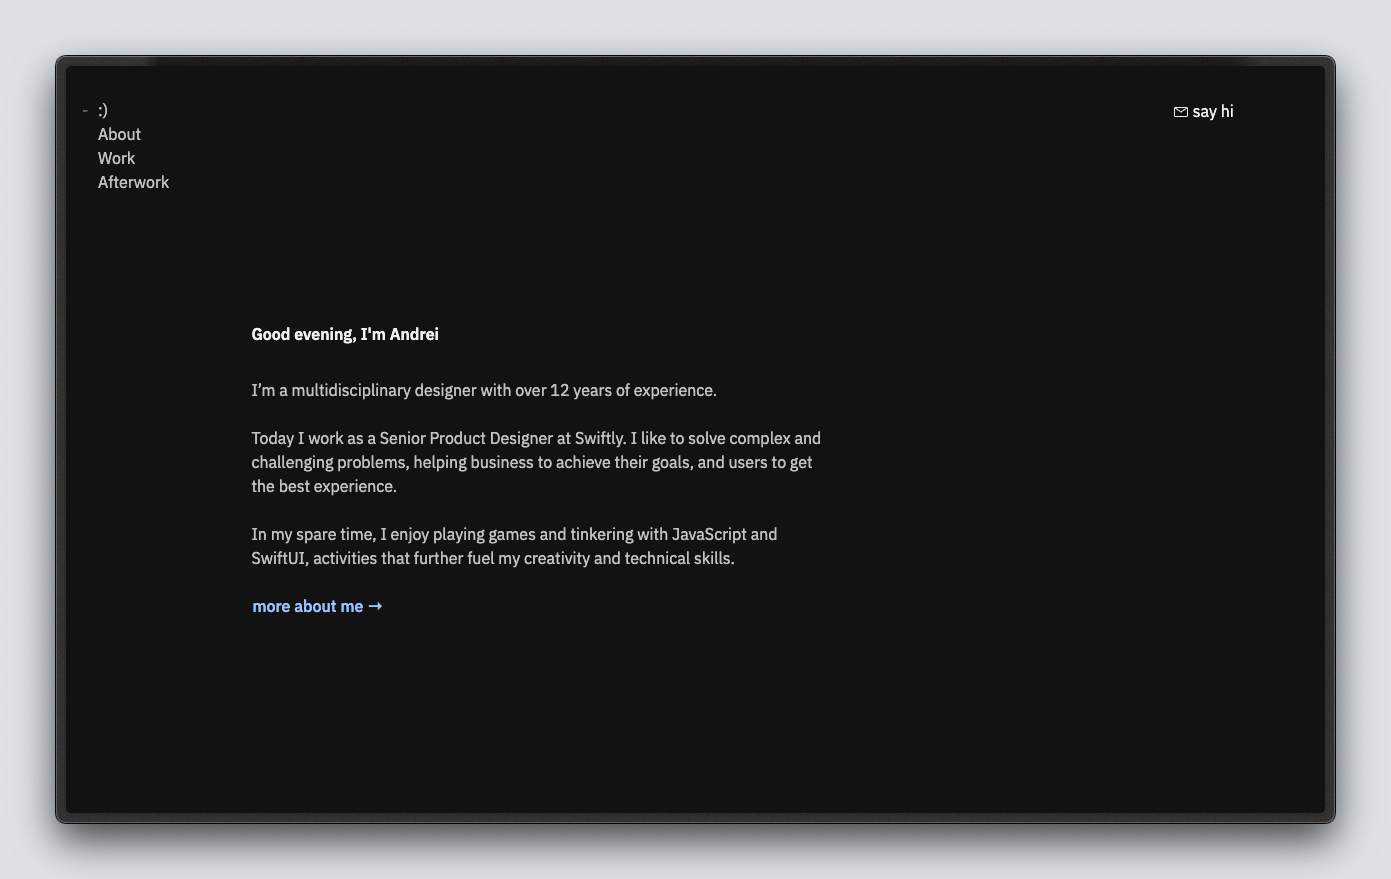 - :)
About
Work
Afterwork
say hi
Good evening, I'm Andrei
I’m a multidisciplinary designer with over 12 years of experience.
Today I work as a Senior Product Designer at Swiftly. I like to solve complex and
challenging problems, helping business to achieve their goals, and users to get
the best experience.
In my spare time, I enjoy playing games and tinkering with JavaScript and
SwiftUI, activities that further fuel my creativity and technical skills.
more about me →